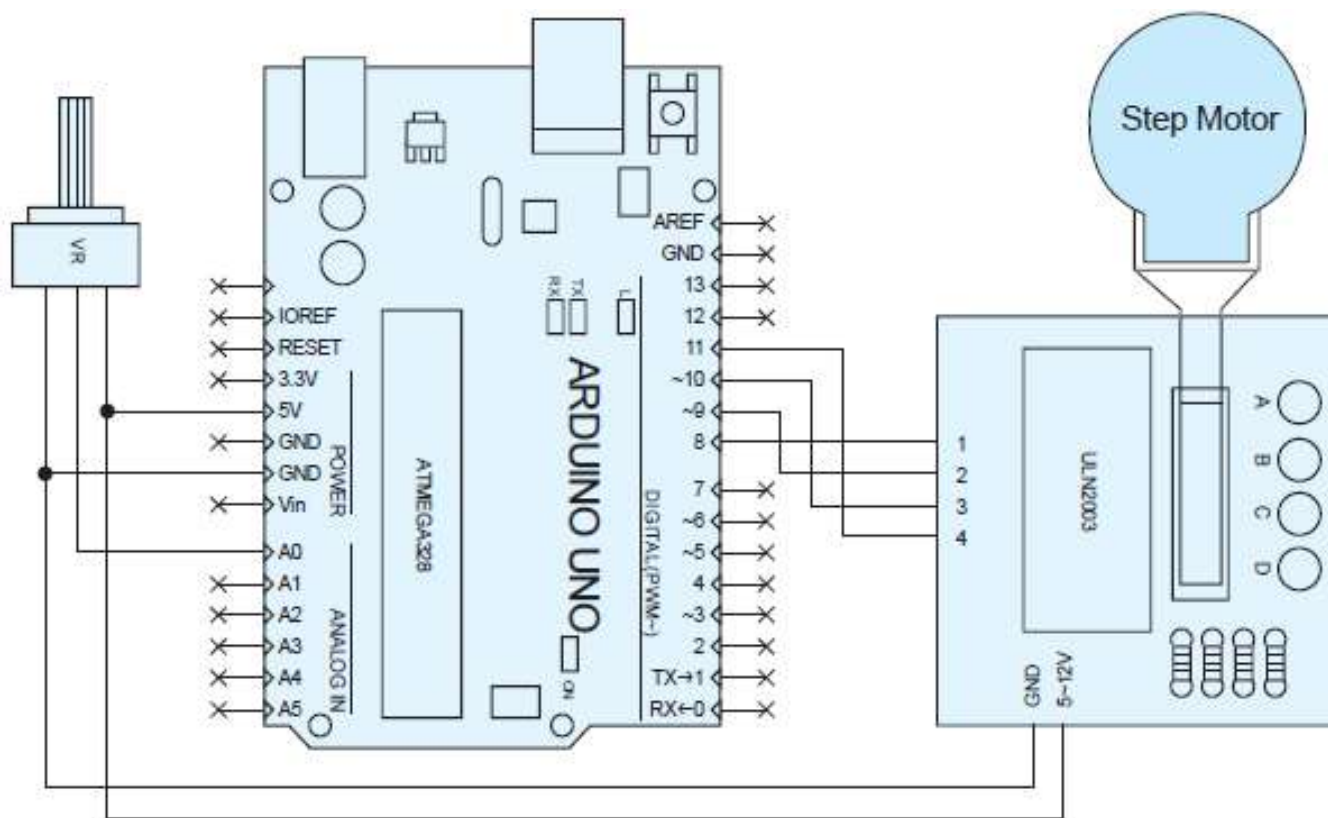 Step Motor
VR
IOREF
RESET
3.3V
5V
GND
GND
Vin
POWER
A0
A1
A2
A3
A4
A5
ANALOG IN
ATMEGA328
RX
TX
L
ARDUINO UNO
ON
AREF
GND
13
12
11
~10
~9
8
7
~6
~5
4
~3
2
TX→1
RX←0
DIGITAL(PWM~)
1
2
3
4
ULN2003
A
B
C
D
GND
5~12V